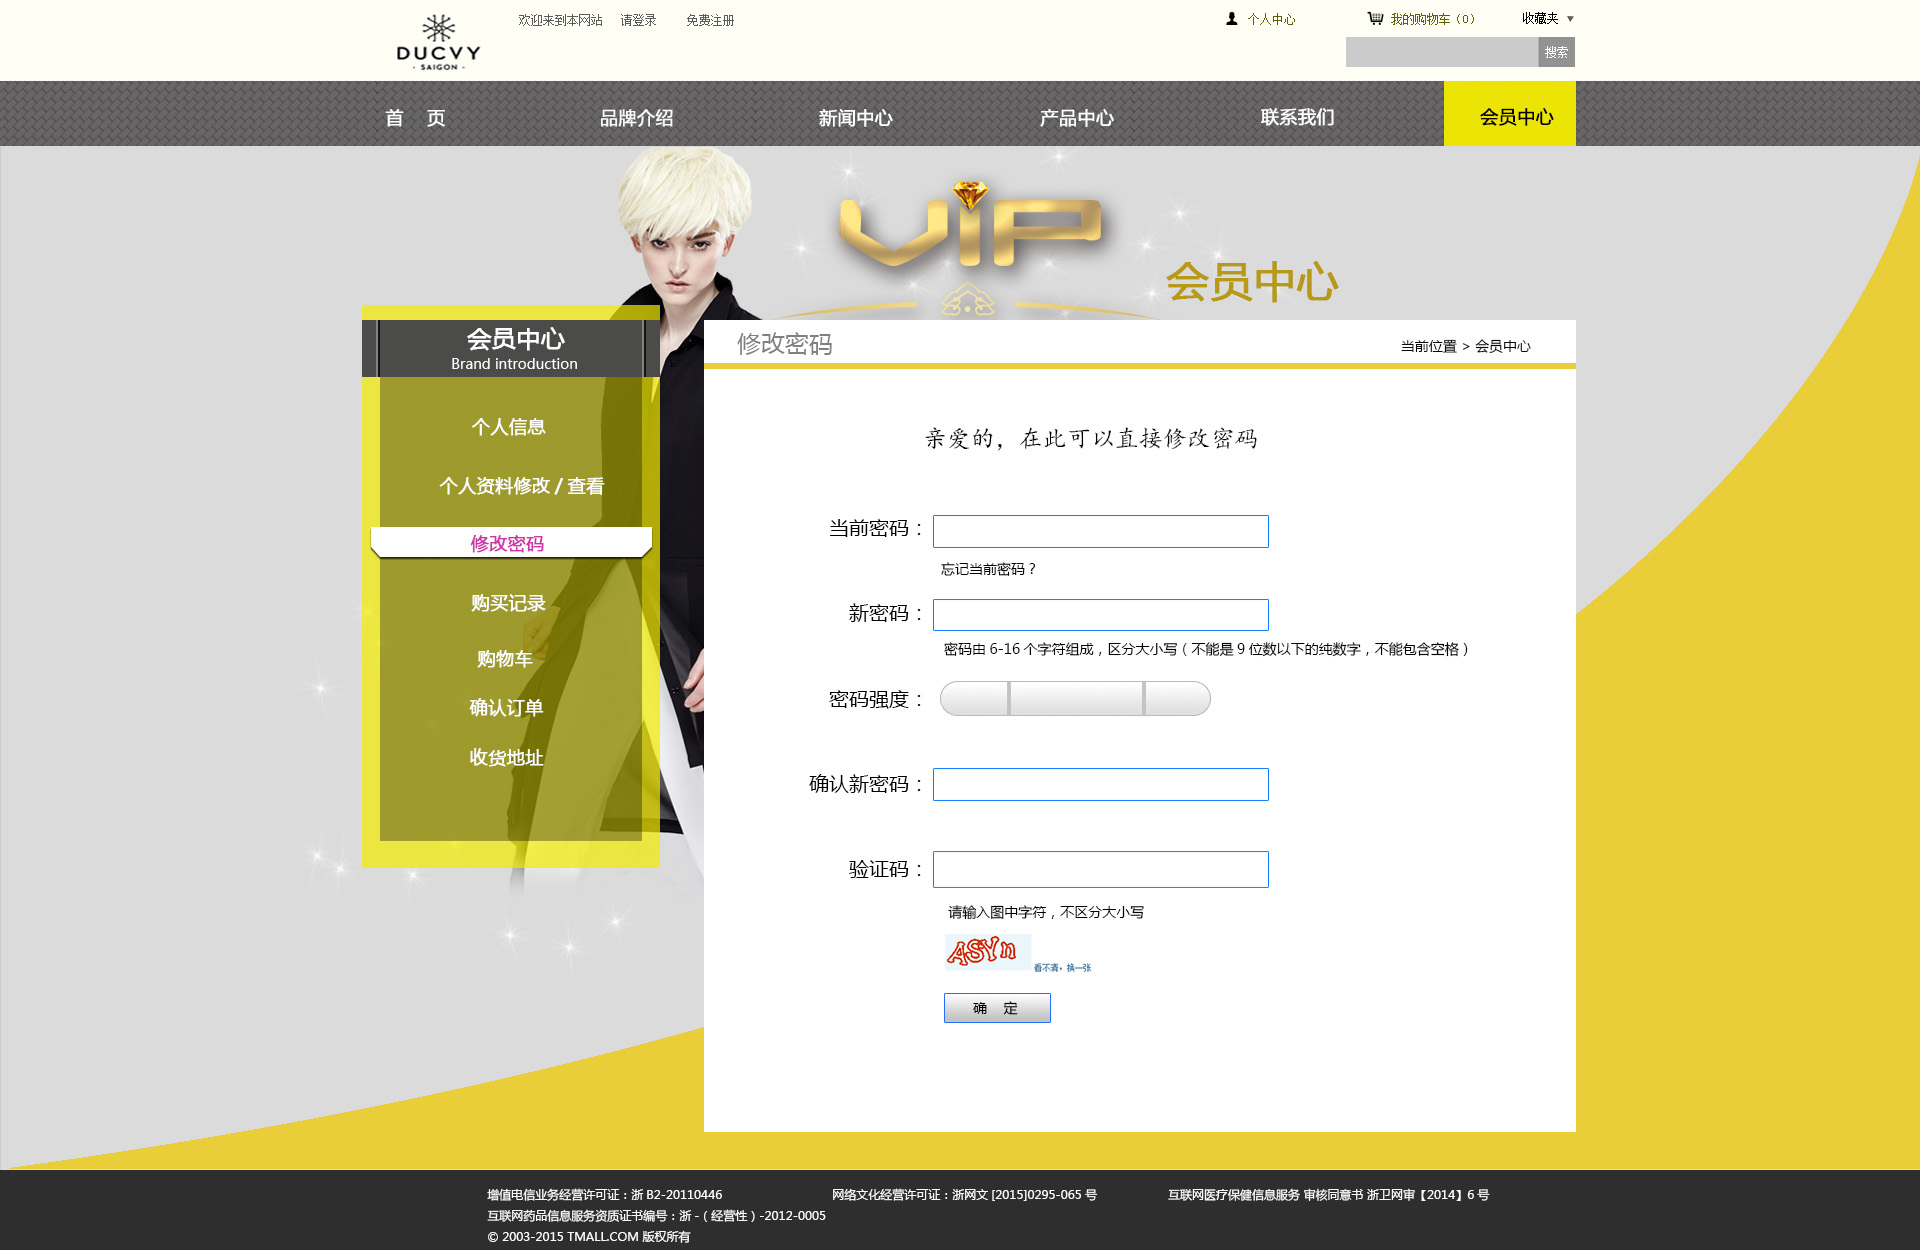 DUCVY
- SAIGON -
欢迎来到本网站 请登录 免费注册
个人中心 我的购物车（0） 收藏夹
搜索
首 页 品牌介绍 新闻中心 产品中心 联系我们 会员中心
VIP
会员中心
会员中心
Brand introduction
个人信息
个人资料修改 / 查看
修改密码
购买记录
购物车
确认订单
收货地址
修改密码
当前位置 > 会员中心
亲爱的，在此可以直接修改密码
当前密码：
忘记当前密码？
新密码：
密码由 6-16 个字符组成，区分大小写（不能是 9 位数以下的纯数字，不能包含空格）
密码强度：
确认新密码：
验证码：
请输入图中字符，不区分大小写
ASYn
看不清，换一张
确 定
增值电信业务经营许可证：浙 B2-20110446 网络文化经营许可证：浙网文 [2015]0295-065 号 互联网医疗保健信息服务 审核同意书 浙卫网审【2014】6 号
互联网药品信息服务资质证书编号：浙 -（ 经营性）-2012-0005
© 2003-2015 TMALL.COM 版权所有